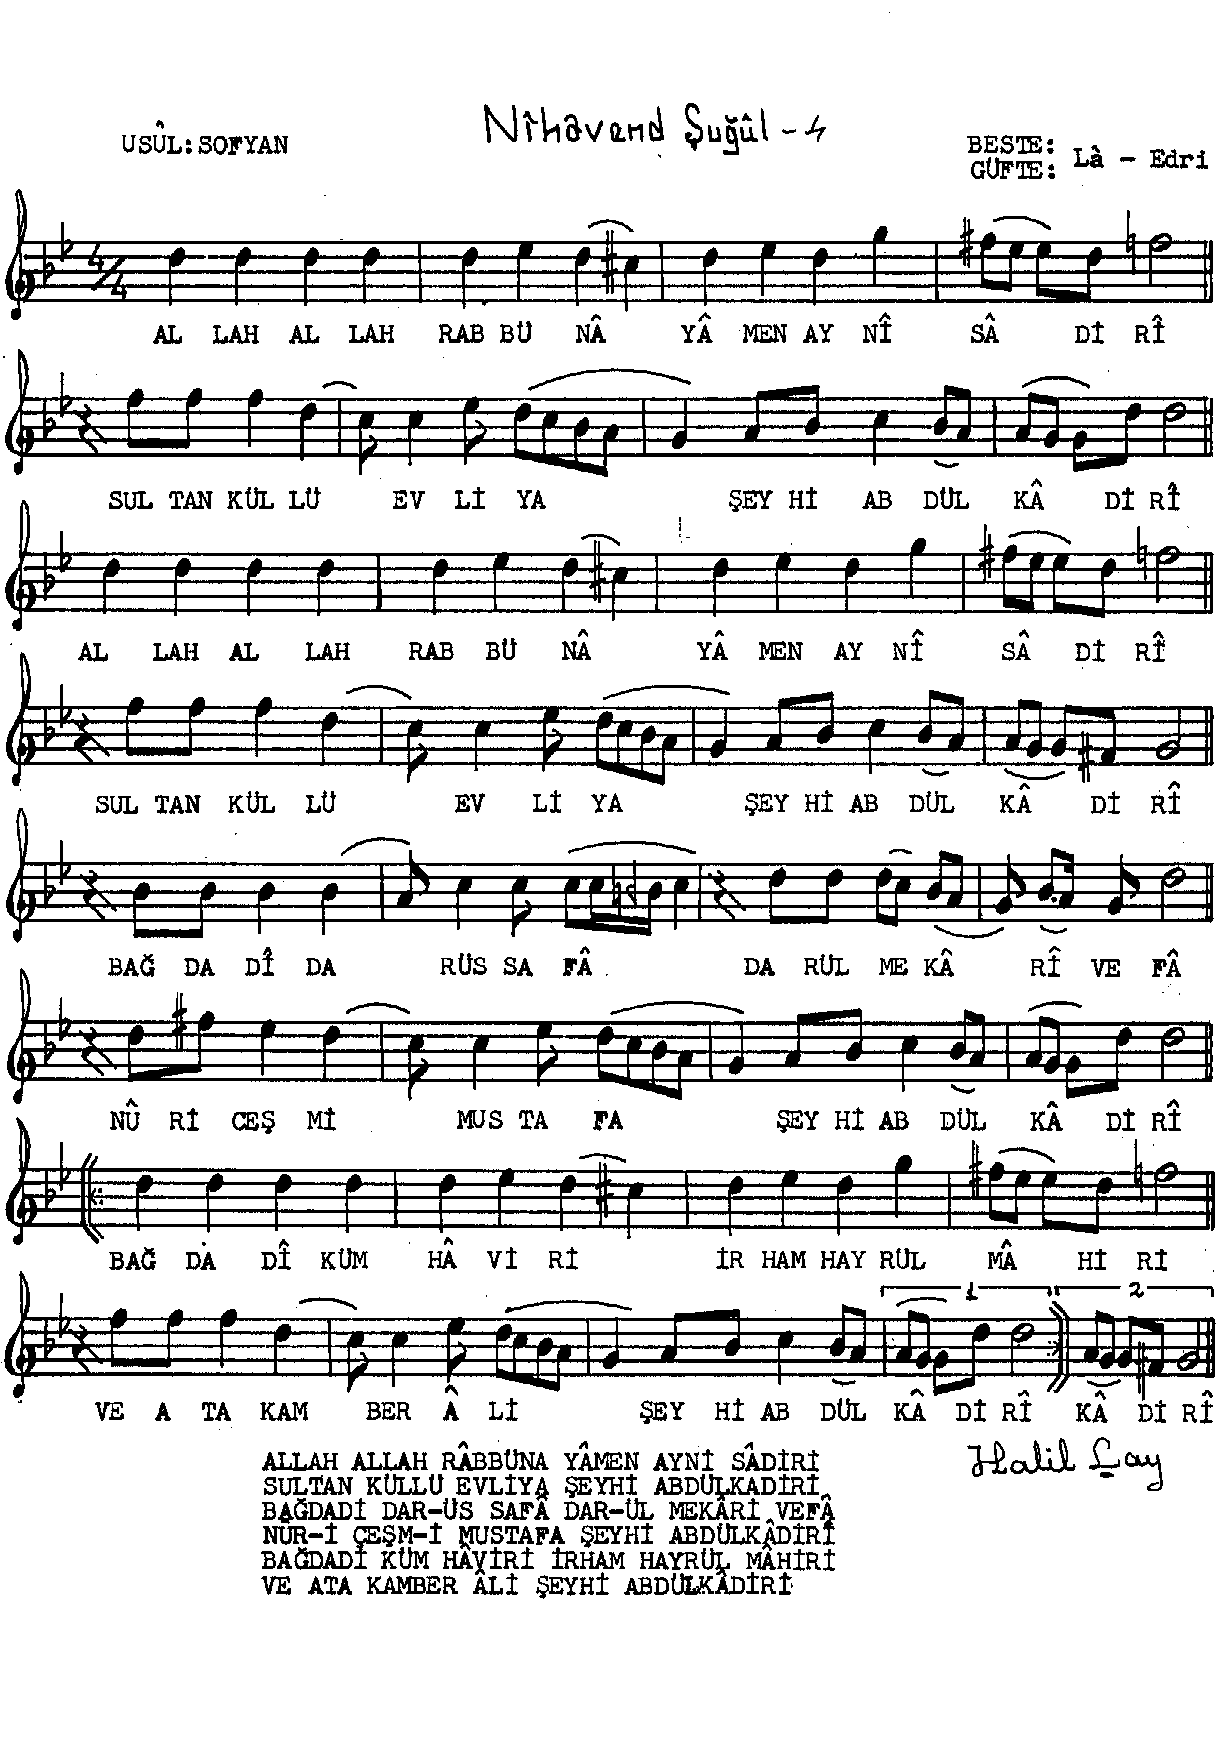 Nihavend Şuğûl - 4
USÛL:SOFYAN
BESTE:
GÜFTE: Là - Edri
4/4
AL LAH AL LAH RAB BÜ NÂ YÂ MEN AY NÎ SÂ Dİ RÎ
SUL TAN KÜL LÜ EV Lİ YA ŞEY Hİ AB DÜL KÂ Dİ RÎ
AL LAH AL LAH RAB BÜ NÂ YÂ MEN AY NÎ SÂ Dİ RÎ
SUL TAN KÜL LÜ EV Lİ YA ŞEY Hİ AB DÜL KÂ Dİ RÎ
BAĞ DA DÎ DA RÜS SA FÂ DA RÜL ME KÂ RÎ VE FÂ
NÛ Rİ CEŞ Mİ MUS TA FA ŞEY Hİ AB DÜL KÂ Dİ RÎ
BAĞ DA DÎ KÜM HÂ Vİ Rİ İR HAM HAY RÜL MÂ Hİ Rİ
1 2
VE A TA KAM BER Â Lİ ŞEY Hİ AB DÜL KÂ Dİ RÎ KÂ Dİ RÎ
ALLAH ALLAH RÂBBÜNA YÂMEN AYNİ SÂDİRİ
SULTAN KÜLLÜ EVLİYA ŞEYHİ ABDÜLKADİRİ
BAĞDADİ DAR-ÜS SAFÂ DAR-ÜL MEKÂRİ VEFÂ
NÜR-İ ÇEŞM-İ MUSTAFA ŞEYHİ ABDÜLKÂDİRİ
BAĞDADİ KÜM HÂVİRİ İRHAM HAYRÜL MÂHİRİ
VE ATA KAMBER ÂLİ ŞEYHİ ABDÜLKÂDİRİ
Halil Çay